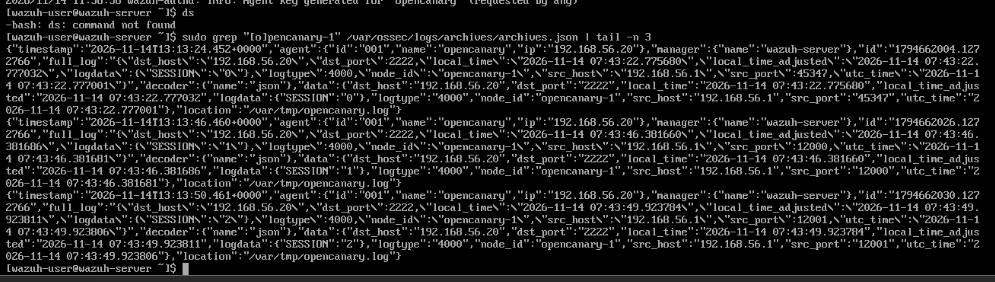 2026/11/14 11:58:58 wazuh-authd: INFO: Agent key generated for 'opencanary' (requested by any)
[wazuh-user@wazuh-server ~]$ ds
-bash: ds: command not found
[wazuh-user@wazuh-server ~]$ sudo grep "[o]pencanary-1" /var/ossec/logs/archives/archives.json | tail -n 3
{"timestamp":"2026-11-14T13:13:24.452+0000","agent":{"id":"001","name":"opencanary","ip":"192.168.56.20"},"manager":{"name":"wazuh-server"},"id":"1794662004.127
2766","full_log":"{\"dst_host\":\"192.168.56.20\",\"dst_port\":2222,\"local_time\":\"2026-11-14 07:43:22.775680\",\"local_time_adjusted\":\"2026-11-14 07:43:22.
777032\",\"logdata\":{\"SESSION\":\"0\"},\"logtype\":4000,\"node_id\":\"opencanary-1\",\"src_host\":\"192.168.56.1\",\"src_port\":45347,\"utc_time\":\"2026-11-1
4 07:43:22.777001\"}","decoder":{"name":"json"},"data":{"dst_host":"192.168.56.20","dst_port":"2222","local_time":"2026-11-14 07:43:22.775680","local_time_adjus
ted":"2026-11-14 07:43:22.777032","logdata":{"SESSION":"0"},"logtype":"4000","node_id":"opencanary-1","src_host":"192.168.56.1","src_port":"45347","utc_time":"2
026-11-14 07:43:22.777001"},"location":"/var/tmp/opencanary.log"}
{"timestamp":"2026-11-14T13:13:46.460+0000","agent":{"id":"001","name":"opencanary","ip":"192.168.56.20"},"manager":{"name":"wazuh-server"},"id":"1794662026.127
2766","full_log":"{\"dst_host\":\"192.168.56.20\",\"dst_port\":2222,\"local_time\":\"2026-11-14 07:43:46.381660\",\"local_time_adjusted\":\"2026-11-14 07:43:46.
381686\",\"logdata\":{\"SESSION\":\"1\"},\"logtype\":4000,\"node_id\":\"opencanary-1\",\"src_host\":\"192.168.56.1\",\"src_port\":12000,\"utc_time\":\"2026-11-1
4 07:43:46.381681\"}","decoder":{"name":"json"},"data":{"dst_host":"192.168.56.20","dst_port":"2222","local_time":"2026-11-14 07:43:46.381660","local_time_adjus
ted":"2026-11-14 07:43:46.381686","logdata":{"SESSION":"1"},"logtype":"4000","node_id":"opencanary-1","src_host":"192.168.56.1","src_port":"12000","utc_time":"2
026-11-14 07:43:46.381681"},"location":"/var/tmp/opencanary.log"}
{"timestamp":"2026-11-14T13:13:50.461+0000","agent":{"id":"001","name":"opencanary","ip":"192.168.56.20"},"manager":{"name":"wazuh-server"},"id":"1794662030.127
2766","full_log":"{\"dst_host\":\"192.168.56.20\",\"dst_port\":2222,\"local_time\":\"2026-11-14 07:43:49.923784\",\"local_time_adjusted\":\"2026-11-14 07:43:49.
923811\",\"logdata\":{\"SESSION\":\"2\"},\"logtype\":4000,\"node_id\":\"opencanary-1\",\"src_host\":\"192.168.56.1\",\"src_port\":12001,\"utc_time\":\"2026-11-1
4 07:43:49.923806\"}","decoder":{"name":"json"},"data":{"dst_host":"192.168.56.20","dst_port":"2222","local_time":"2026-11-14 07:43:49.923784","local_time_adjus
ted":"2026-11-14 07:43:49.923811","logdata":{"SESSION":"2"},"logtype":"4000","node_id":"opencanary-1","src_host":"192.168.56.1","src_port":"12001","utc_time":"2
026-11-14 07:43:49.923806"},"location":"/var/tmp/opencanary.log"}
[wazuh-user@wazuh-server ~]$